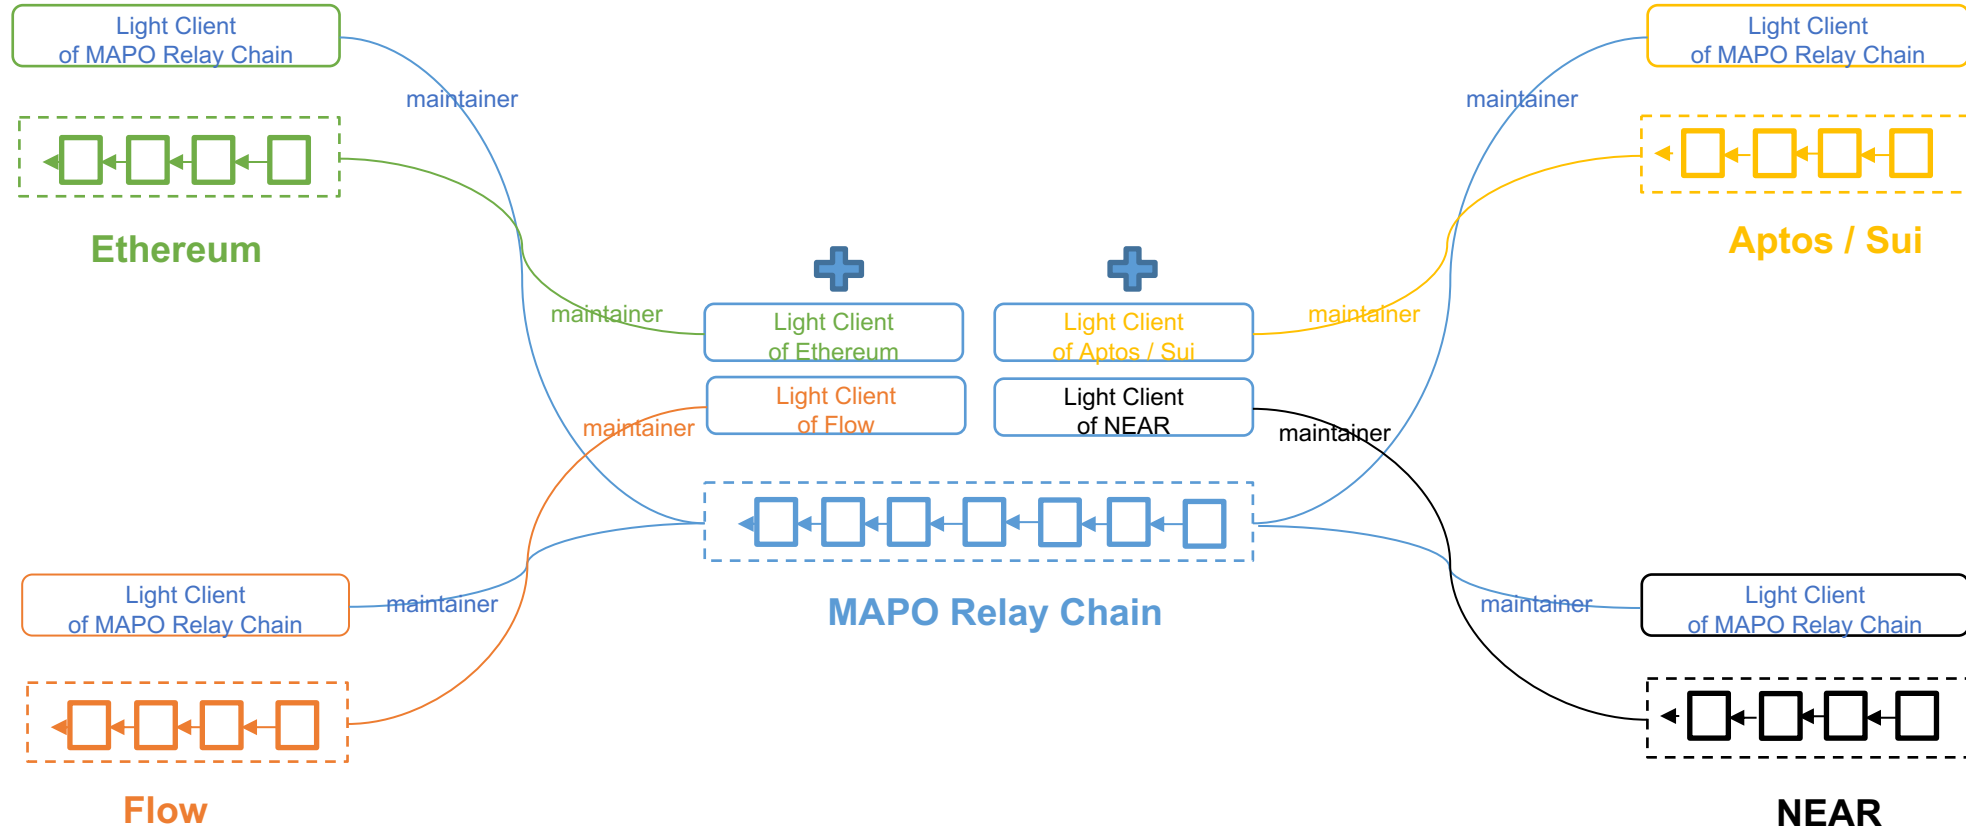 Light Client
of MAPO Relay Chain
maintainer
Ethereum
maintainer
Light Client
of MAPO Relay Chain
maintainer
Aptos / Sui
maintainer
Light Client
of Ethereum
Light Client
of Aptos / Sui
Light Client
of Flow
Light Client
of NEAR
maintainer
maintainer
MAPO Relay Chain
Light Client
of MAPO Relay Chain
maintainer
Flow
maintainer
Light Client
of MAPO Relay Chain
NEAR